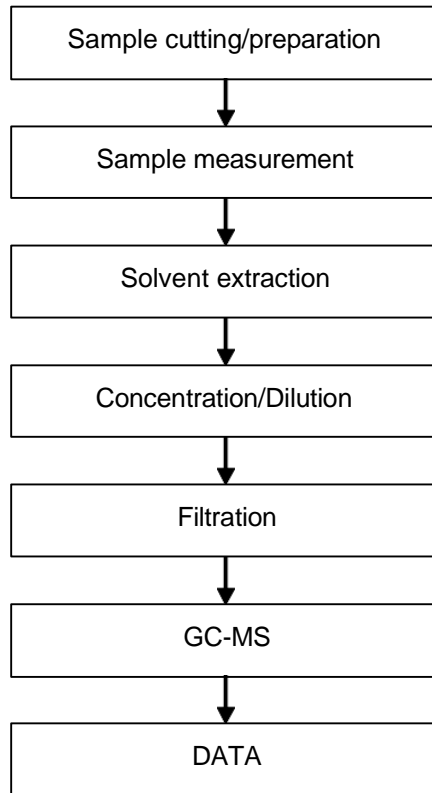 Sample cutting/preparation
Sample measurement
Solvent extraction
Concentration/Dilution
Filtration
GC-MS
DATA